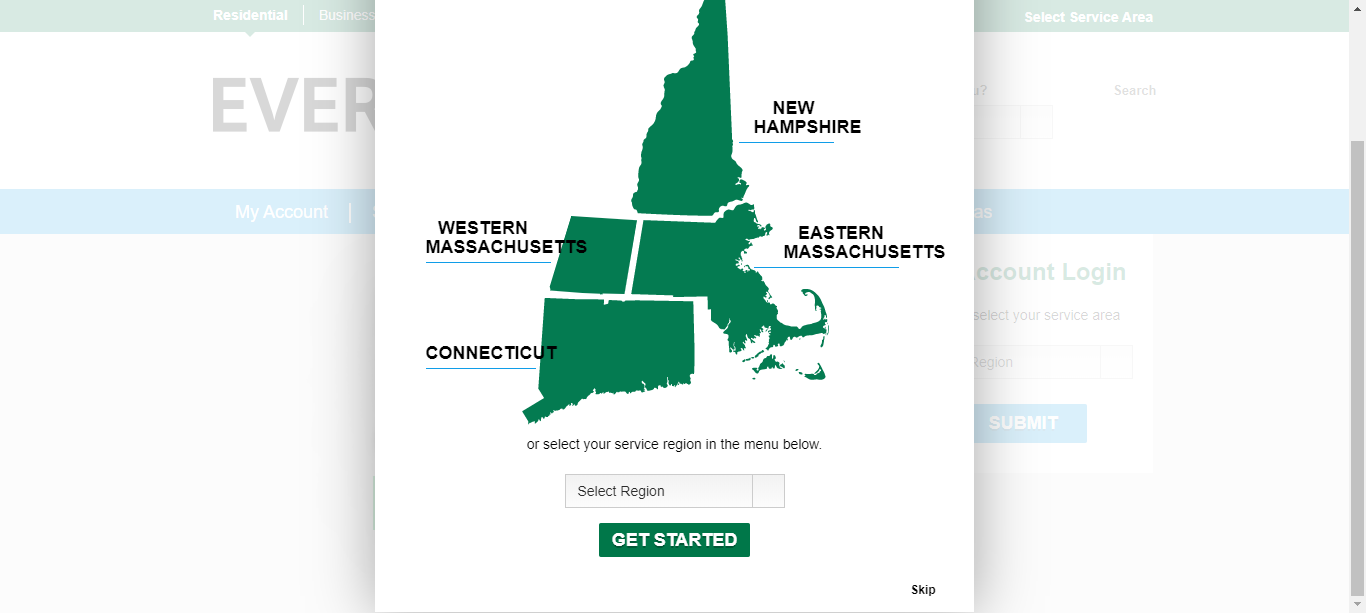 Residential
Business
Select Service Area
EVER
u?
Search
My Account
as
NEW
HAMPSHIRE
WESTERN
MASSACHUSETTS
EASTERN
MASSACHUSETTS
CONNECTICUT
ccount Login
select your service area
Region
SUBMIT
or select your service region in the menu below.
Select Region
GET STARTED
Skip